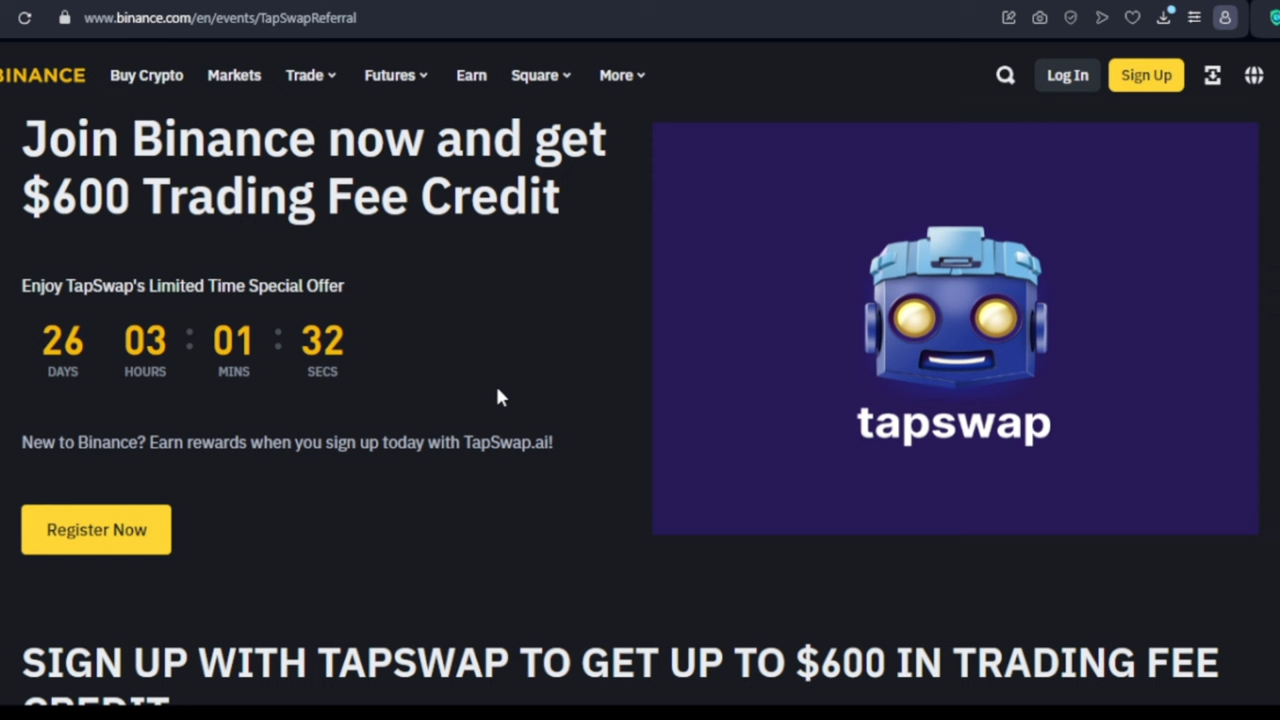 www.binance.com/en/events/TapSwapReferral
BINANCE Buy Crypto Markets Trade Futures Earn Square More Log In Sign Up
Join Binance now and get
$600 Trading Fee Credit
Enjoy TapSwap's Limited Time Special Offer
26 03 : 01 : 32
DAYS HOURS MINS SECS
New to Binance? Earn rewards when you sign up today with TapSwap.ai!
Register Now
tapswap
SIGN UP WITH TAPSWAP TO GET UP TO $600 IN TRADING FEE
CREDIT